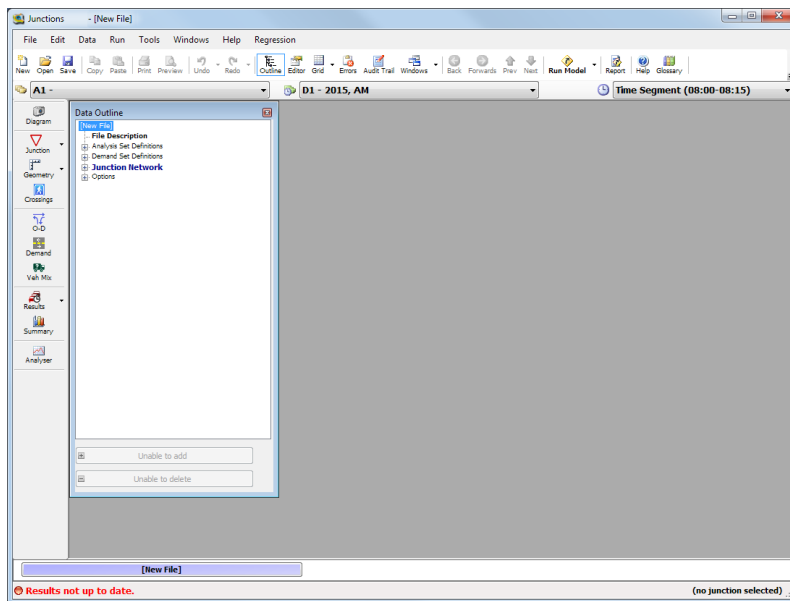 Junctions - [New File]
File Edit Data Run Tools Windows Help Regression
New Open Save Copy Paste Print Preview Undo Redo Outline Editor Grid Errors Audit Trail Windows Back Forwards Prev Next Run Model Report Help Glossary
A1 - D1 - 2015, AM Time Segment (08:00-08:15)
Diagram
Junction
Geometry
Crossings
O-D
Demand
Veh Mix
Results
Summary
Analyser
Data Outline
[New File]
File Description
Analysis Set Definitions
Demand Set Definitions
Junction Network
Options
Unable to add
Unable to delete
[New File]
Results not up to date. (no junction selected)